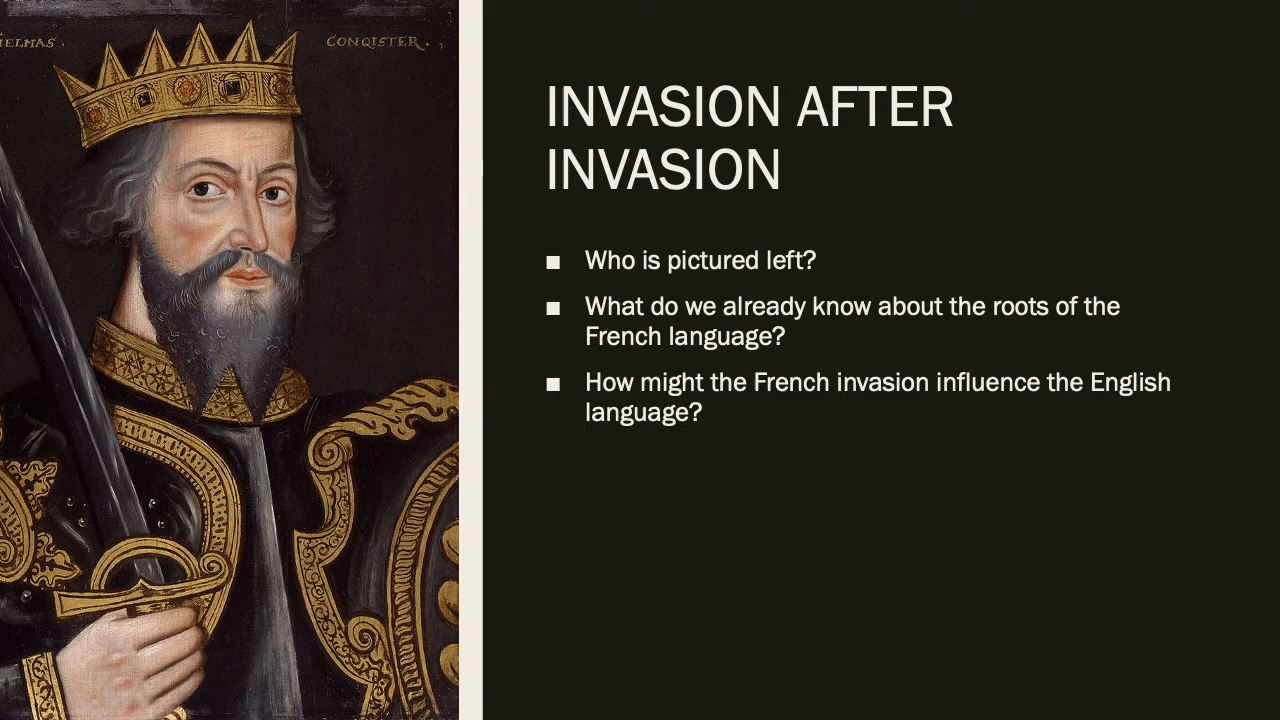 IELMAS .
CONQISTER.
INVASION AFTER
INVASION
Who is pictured left?
What do we already know about the roots of the
French language?
How might the French invasion influence the English
language?